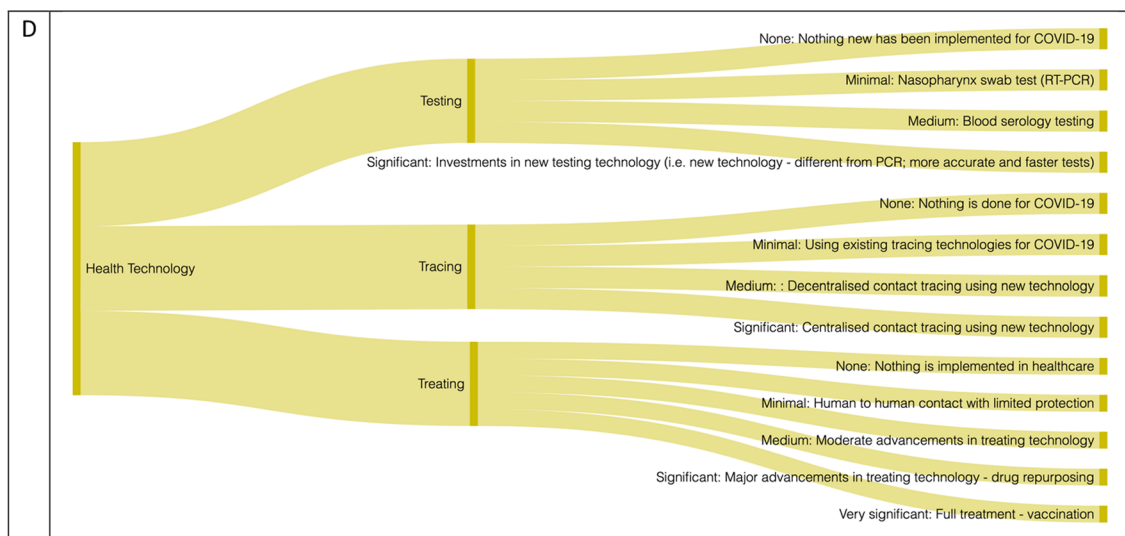 D
Health Technology
Testing
None: Nothing new has been implemented for COVID-19
Minimal: Nasopharynx swab test (RT-PCR)
Medium: Blood serology testing
Significant: Investments in new testing technology (i.e. new technology - different from PCR; more accurate and faster tests)
Tracing
None: Nothing is done for COVID-19
Minimal: Using existing tracing technologies for COVID-19
Medium: : Decentralised contact tracing using new technology
Significant: Centralised contact tracing using new technology
Treating
None: Nothing is implemented in healthcare
Minimal: Human to human contact with limited protection
Medium: Moderate advancements in treating technology
Significant: Major advancements in treating technology - drug repurposing
Very significant: Full treatment - vaccination